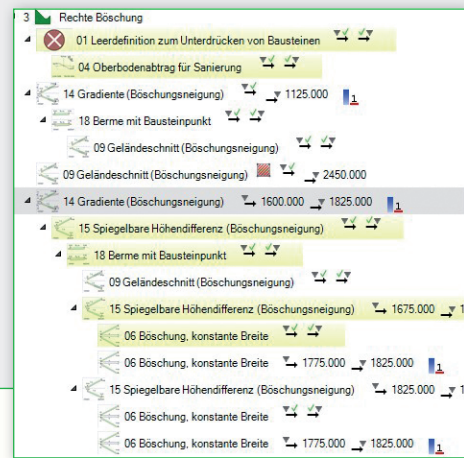 3 Rechte Böschung
01 Leerdefinition zum Unterdrücken von Bausteinen
04 Oberbodenabtrag für Sanierung
14 Gradiente (Böschungsneigung) 1125.000 1
18 Berme mit Bausteinpunkt
09 Geländeschnitt (Böschungsneigung)
09 Geländeschnitt (Böschungsneigung) 2450.000
14 Gradiente (Böschungsneigung) 1600.000 1825.000 1
15 Spiegelbare Höhendifferenz (Böschungsneigung)
18 Berme mit Bausteinpunkt
09 Geländeschnitt (Böschungsneigung)
15 Spiegelbare Höhendifferenz (Böschungsneigung) 1675.000 1
06 Böschung, konstante Breite
06 Böschung, konstante Breite 1775.000 1825.000 1
15 Spiegelbare Höhendifferenz (Böschungsneigung) 1825.000 1
06 Böschung, konstante Breite
06 Böschung, konstante Breite 1775.000 1825.000 1